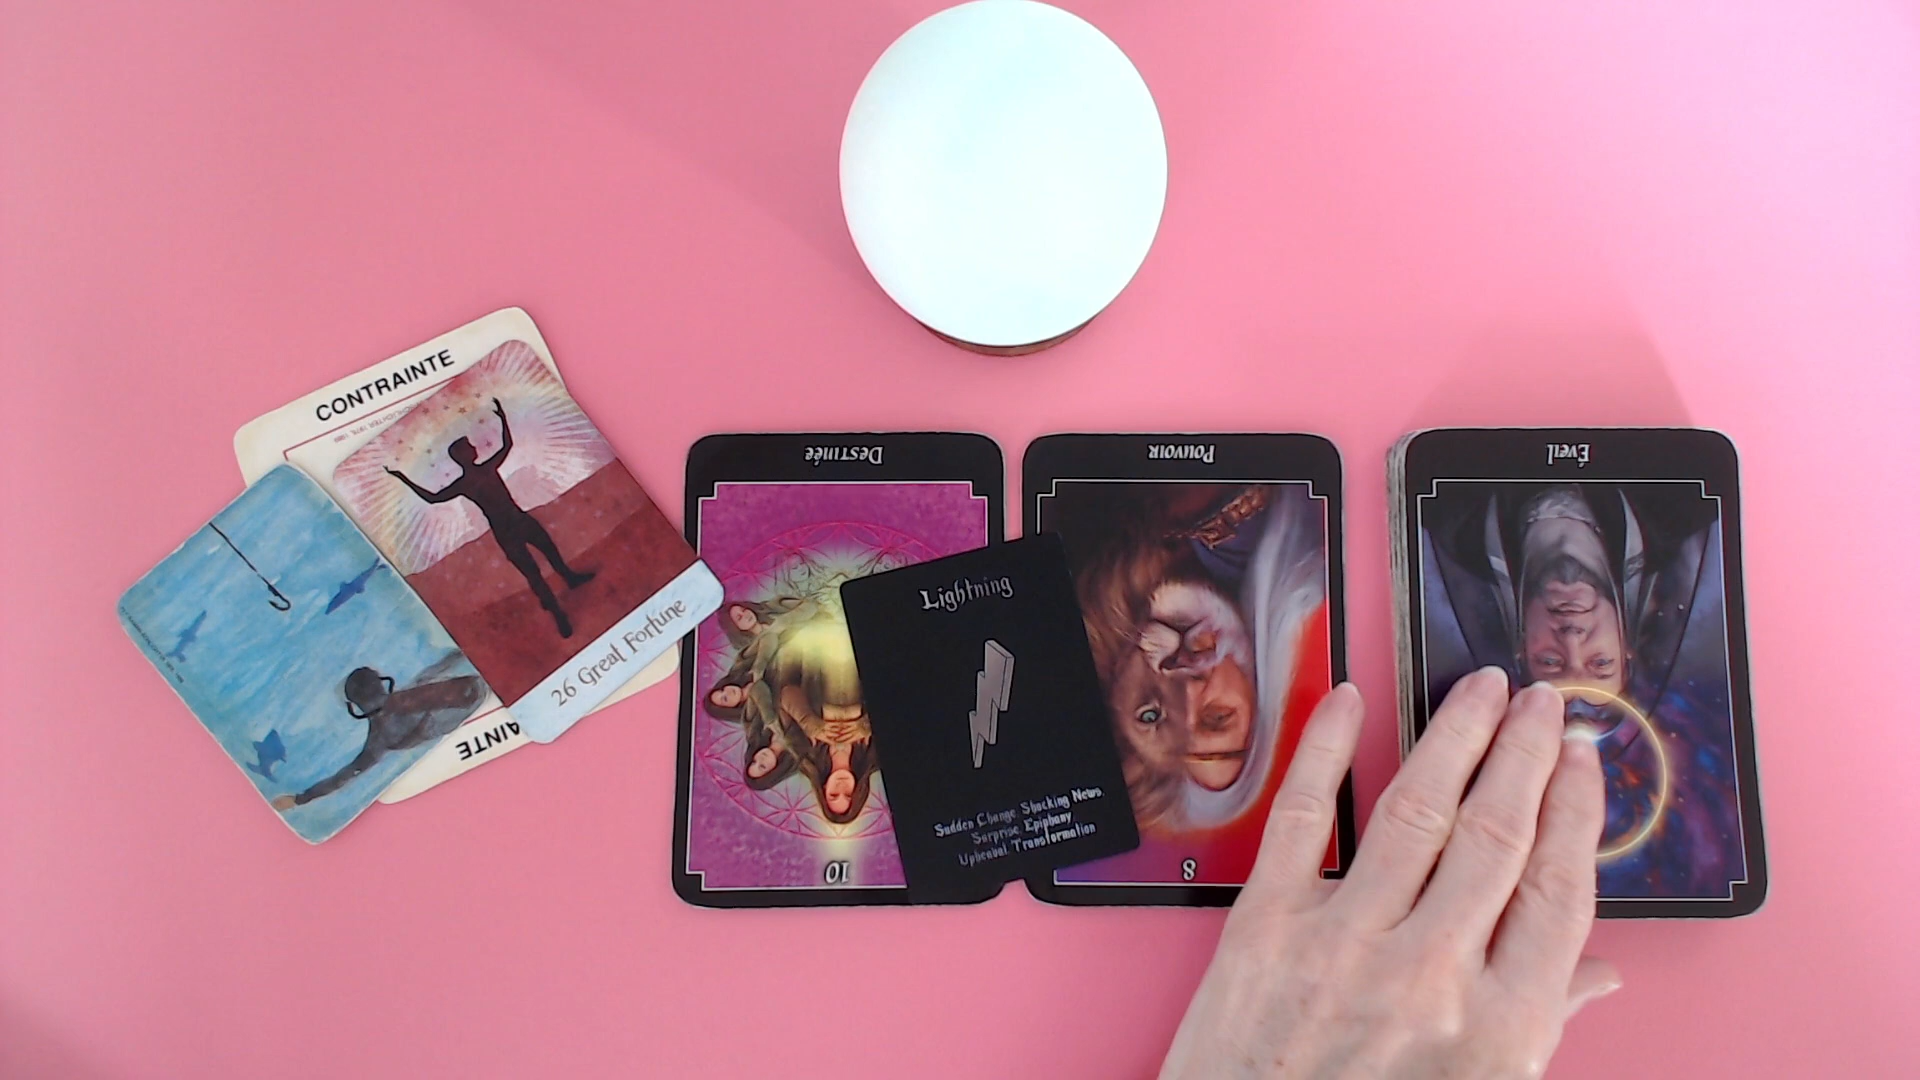 CONTRAINTE
26 Great Fortune
AINTE
Destinée
10
Lightning
Sudden Change, Shocking News,
Surprise, Epiphany
Upheaval, Transformation
Pouvoir
8
Éveil